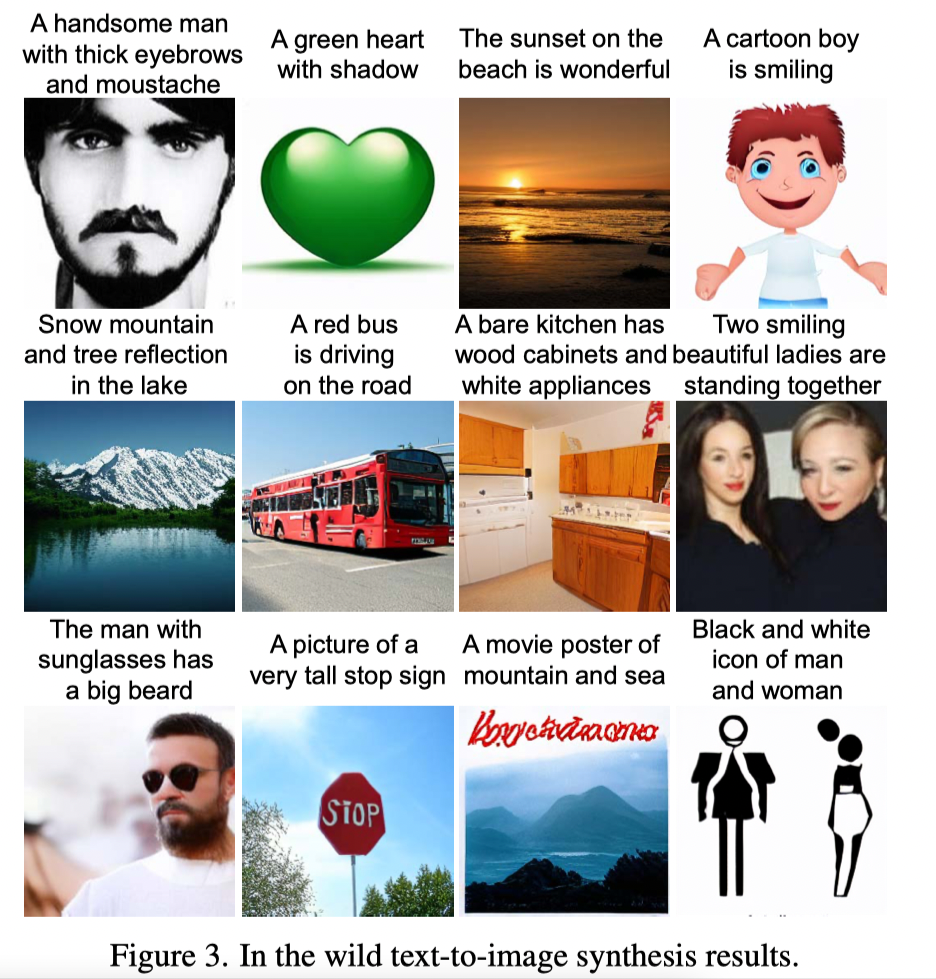 A handsome man
with thick eyebrows
and moustache
A green heart
with shadow
The sunset on the
beach is wonderful
A cartoon boy
is smiling
Snow mountain
and tree reflection
in the lake
A red bus
is driving
on the road
A bare kitchen has
wood cabinets and
white appliances
Two smiling
beautiful ladies are
standing together
The man with
sunglasses has
a big beard
A picture of a
very tall stop sign
STOP
A movie poster of
mountain and sea
Black and white
icon of man
and woman
Figure 3. In the wild text-to-image synthesis results.